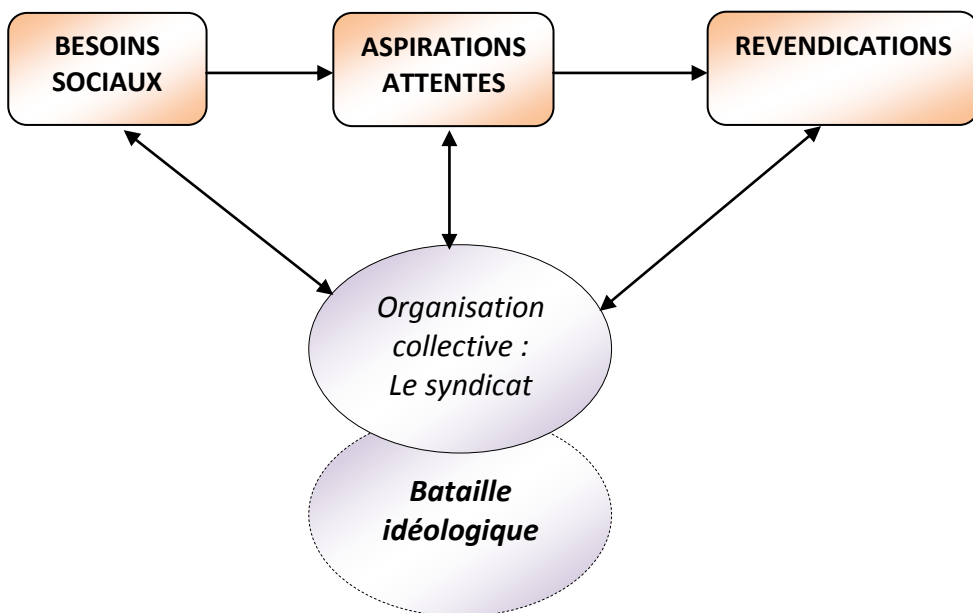 BESOINS
SOCIAUX
ASPIRATIONS
ATTENTES
REVENDICATIONS
Organisation
collective :
Le syndicat
Bataille
idéologique